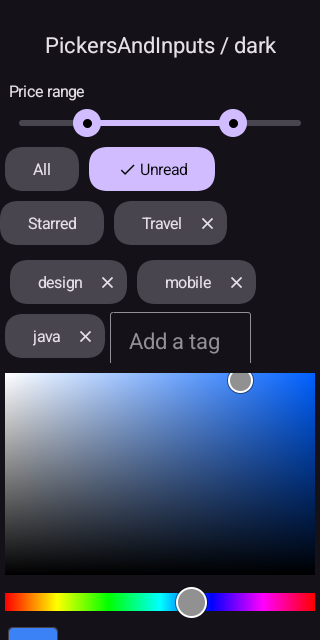 PickersAndInputs / dark
Price range
All
Unread
Starred
Travel
design
mobile
java
Add a tag